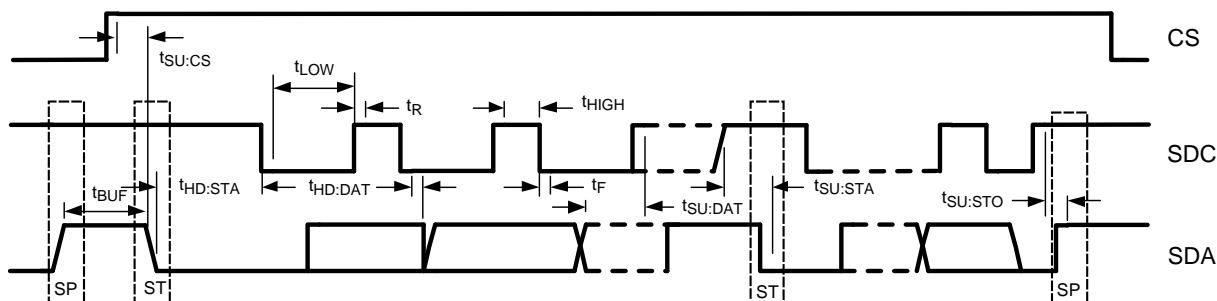 CS
tSU:CS
tLOW
tR
tHIGH
SDC
tBUF
tHD:STA
tHD:DAT
tF
tSU:DAT
tSU:STA
tSU:STO
SDA
SP
ST
ST
SP